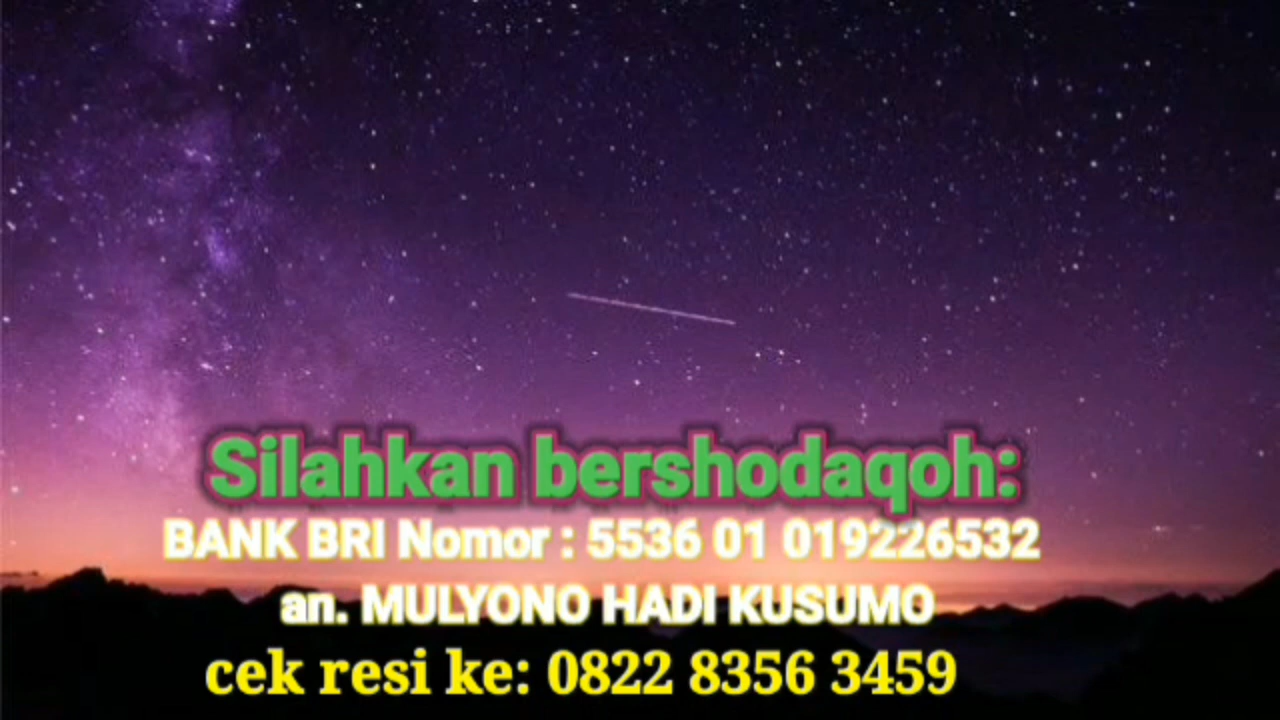 Silahkan bershodaqoh:
BANK BRI Nomor : 5536 01 019226532
an. MULYONO HADI KUSUMO
cek resi ke: 0822 8356 3459